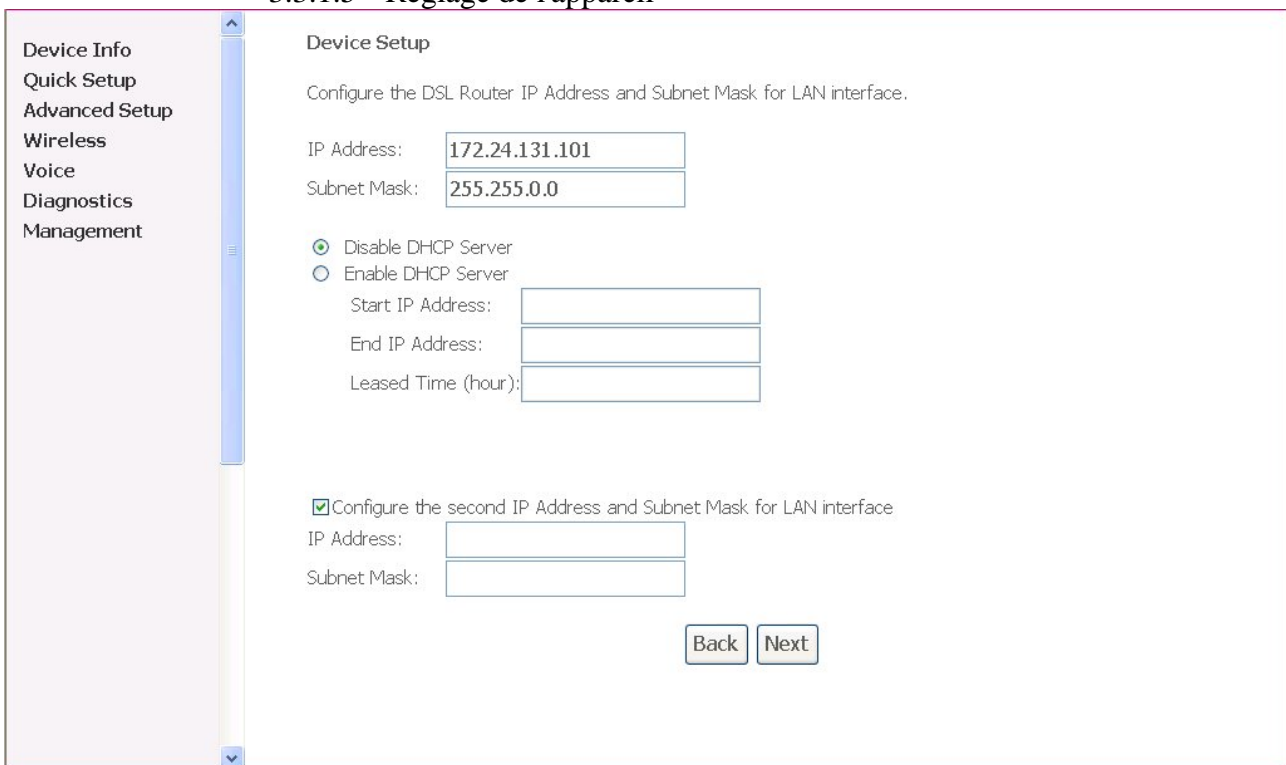 Réglage de l'appareil
Device Info
Quick Setup
Advanced Setup
Wireless
Voice
Diagnostics
Management
Device Setup
Configure the DSL Router IP Address and Subnet Mask for LAN interface.
IP Address: 172.24.131.101
Subnet Mask: 255.255.0.0
Disable DHCP Server
Enable DHCP Server
Start IP Address:
End IP Address:
Leased Time (hour):
Configure the second IP Address and Subnet Mask for LAN interface
IP Address:
Subnet Mask:
Back Next